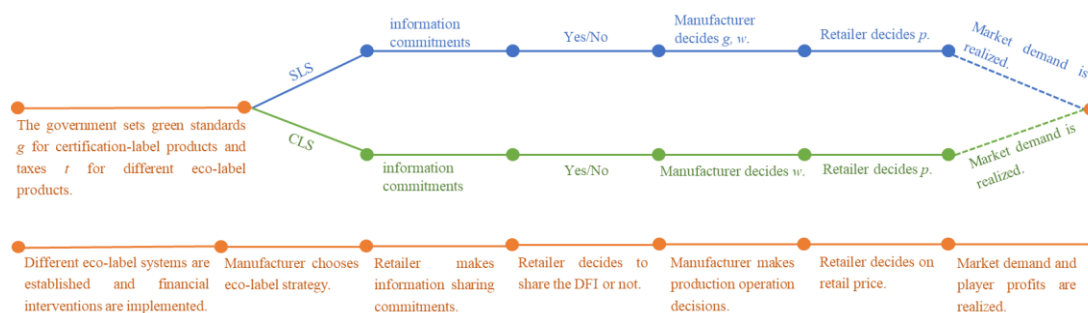 information
commitments
Yes/No
Manufacturer
decides g, w.
Retailer decides p.
Market demand is
realized.
SLS
The government sets green standards
g for certification-label products and
taxes t for different eco-label
products.
CLS
information
commitments
Yes/No
Manufacturer decides w.
Retailer decides p.
Market demand is
realized.
Different eco-label systems are
established and financial
interventions are implemented.
Manufacturer chooses
eco-label strategy.
Retailer makes
information sharing
commitments.
Retailer decides to
share the DFI or not.
Manufacturer makes
production operation
decisions.
Retailer decides on
retail price.
Market demand and
player profits are
realized.